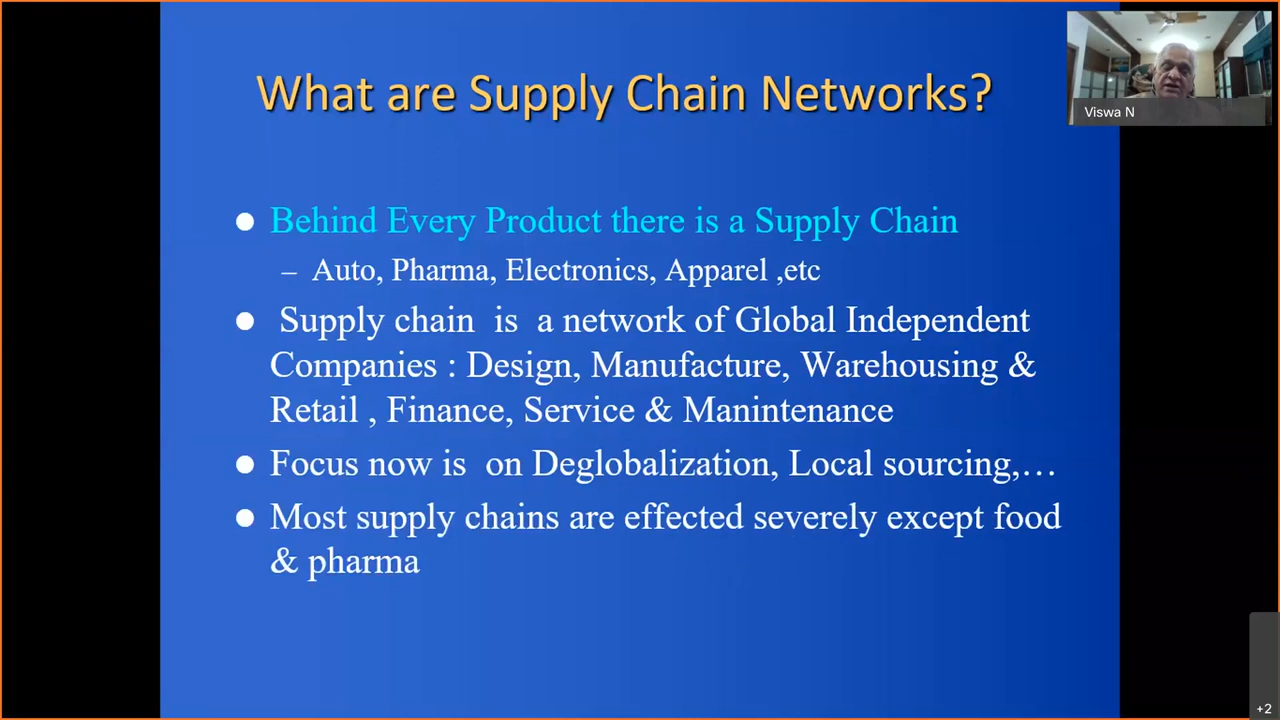 What are Supply Chain Networks?
Viswa N
● Behind Every Product there is a Supply Chain
– Auto, Pharma, Electronics, Apparel ,etc
● Supply chain is a network of Global Independent
Companies : Design, Manufacture, Warehousing &
Retail , Finance, Service & Manintenance
● Focus now is on Deglobalization, Local sourcing,…
● Most supply chains are effected severely except food
& pharma
+2